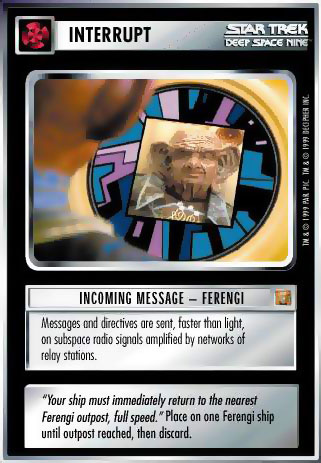 INTERRUPT
STAR TREK
DEEP SPACE NINE
TM & © 1999 PAR. PIC. TM & © 1999 DECIPHER INC.
INCOMING MESSAGE – FERENGI
Messages and directives are sent, faster than light,
on subspace radio signals amplified by networks of
relay stations.
“Your ship must immediately return to the nearest
Ferengi outpost, full speed.” Place on one Ferengi ship
until outpost reached, then discard.